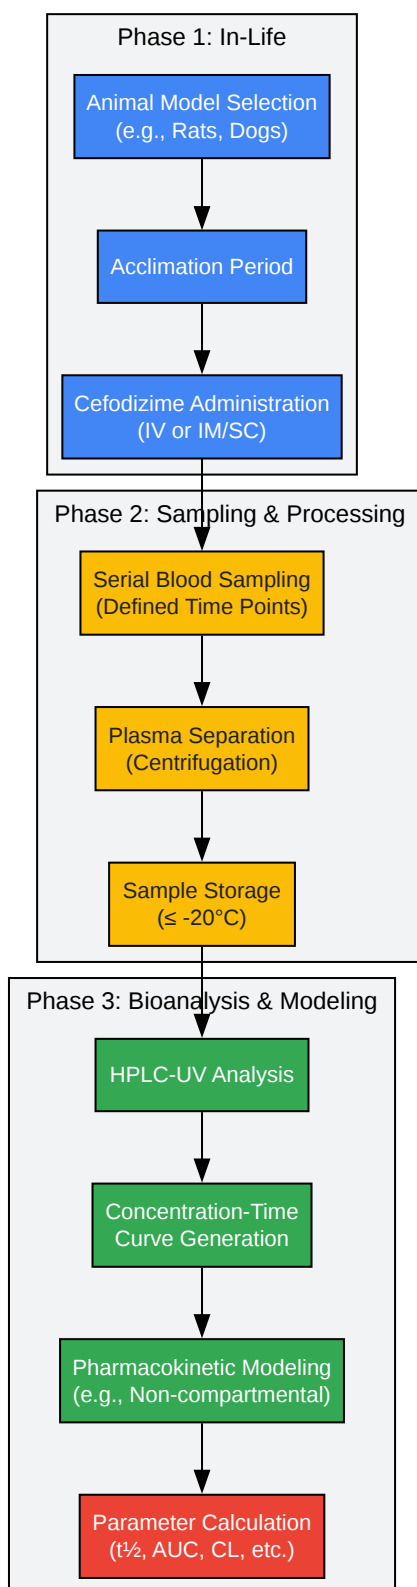 Phase 1: In-Life
Animal Model Selection
(e.g., Rats, Dogs)
Acclimation Period
Cefodizime Administration
(IV or IM/SC)
Phase 2: Sampling & Processing
Serial Blood Sampling
(Defined Time Points)
Plasma Separation
(Centrifugation)
Sample Storage
(≤ -20°C)
Phase 3: Bioanalysis & Modeling
HPLC-UV Analysis
Concentration-Time
Curve Generation
Pharmacokinetic Modeling
(e.g., Non-compartmental)
Parameter Calculation
(t½, AUC, CL, etc.)